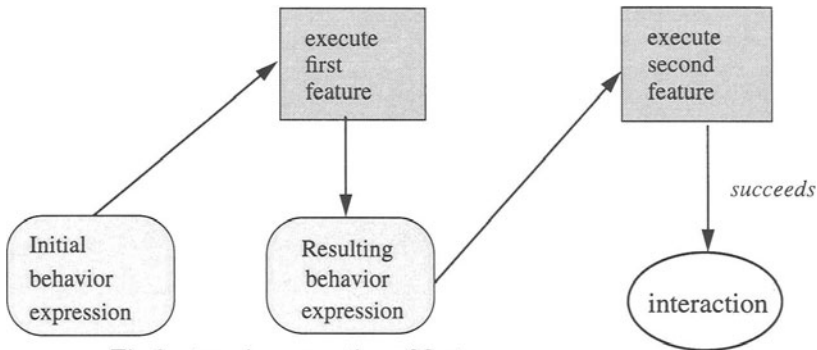 execute
first
feature
execute
second
feature
succeeds
Initial
behavior
expression
Resulting
behavior
expression
interaction